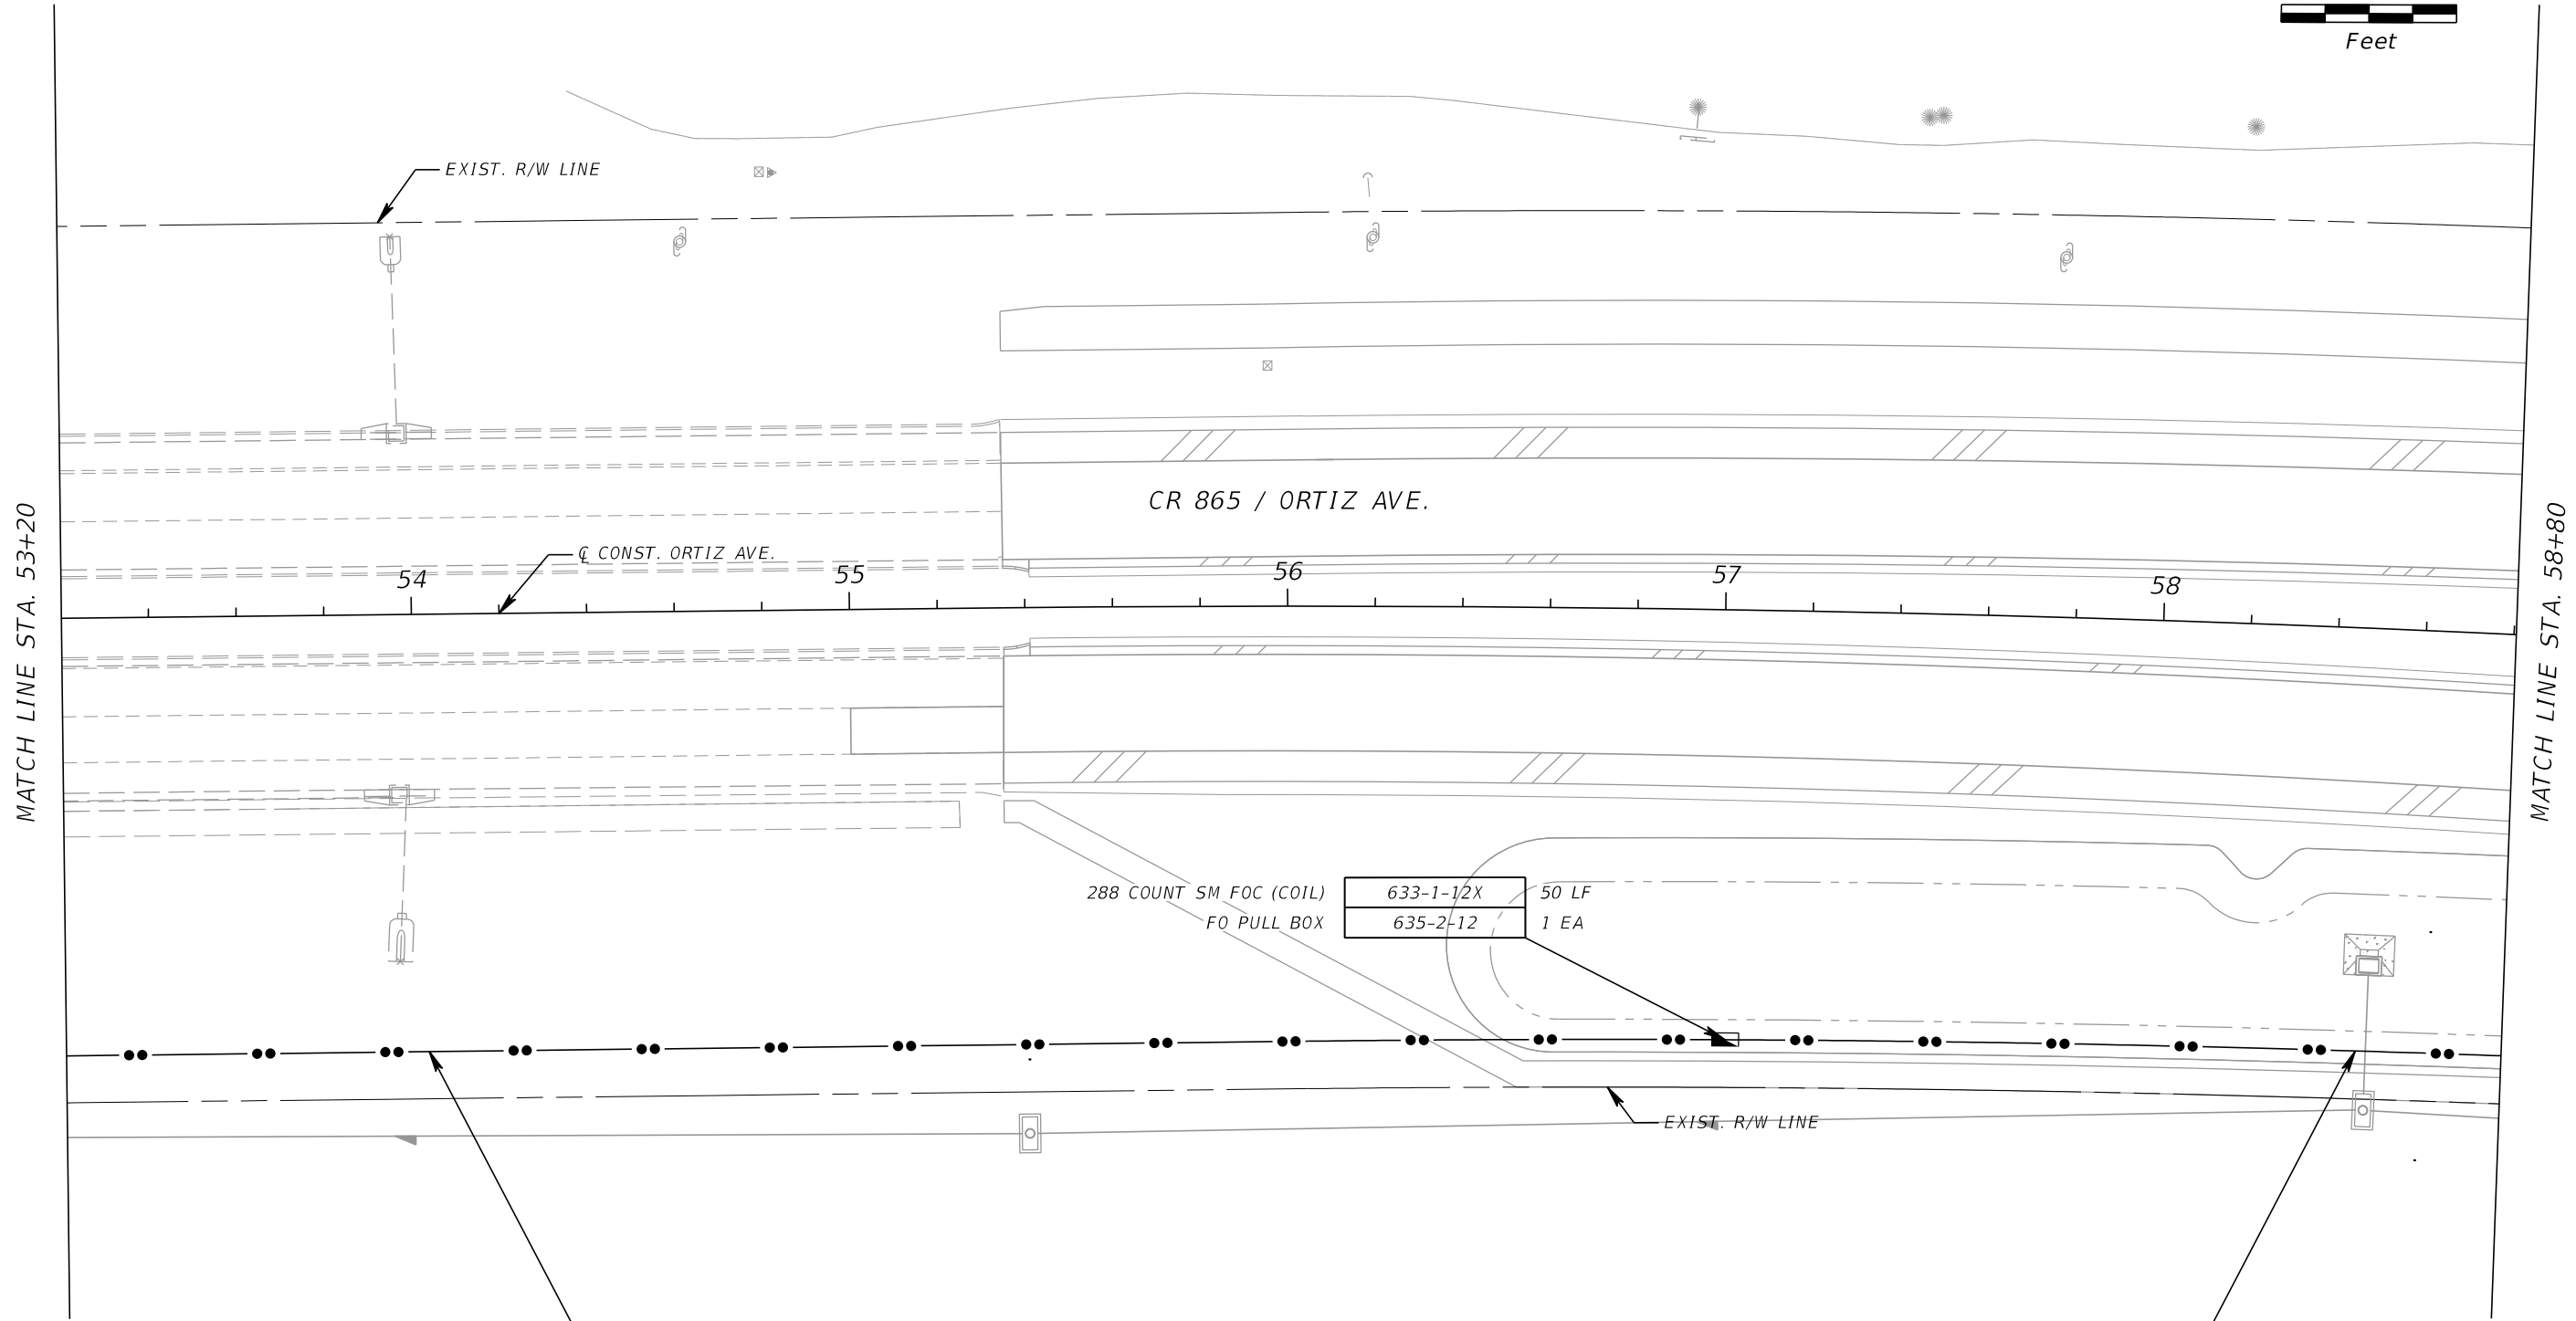 Feet
EXIST. R/W LINE
MATCH LINE STA. 53+20
MATCH LINE STA. 58+80
CR 865 / ORTIZ AVE.
℄ CONST. ORTIZ AVE.
54
55
56
57
58
288 COUNT SM FOC (COIL) 633-1-12X 50 LF
FO PULL BOX 635-2-12 1 EA
EXIST. R/W LINE